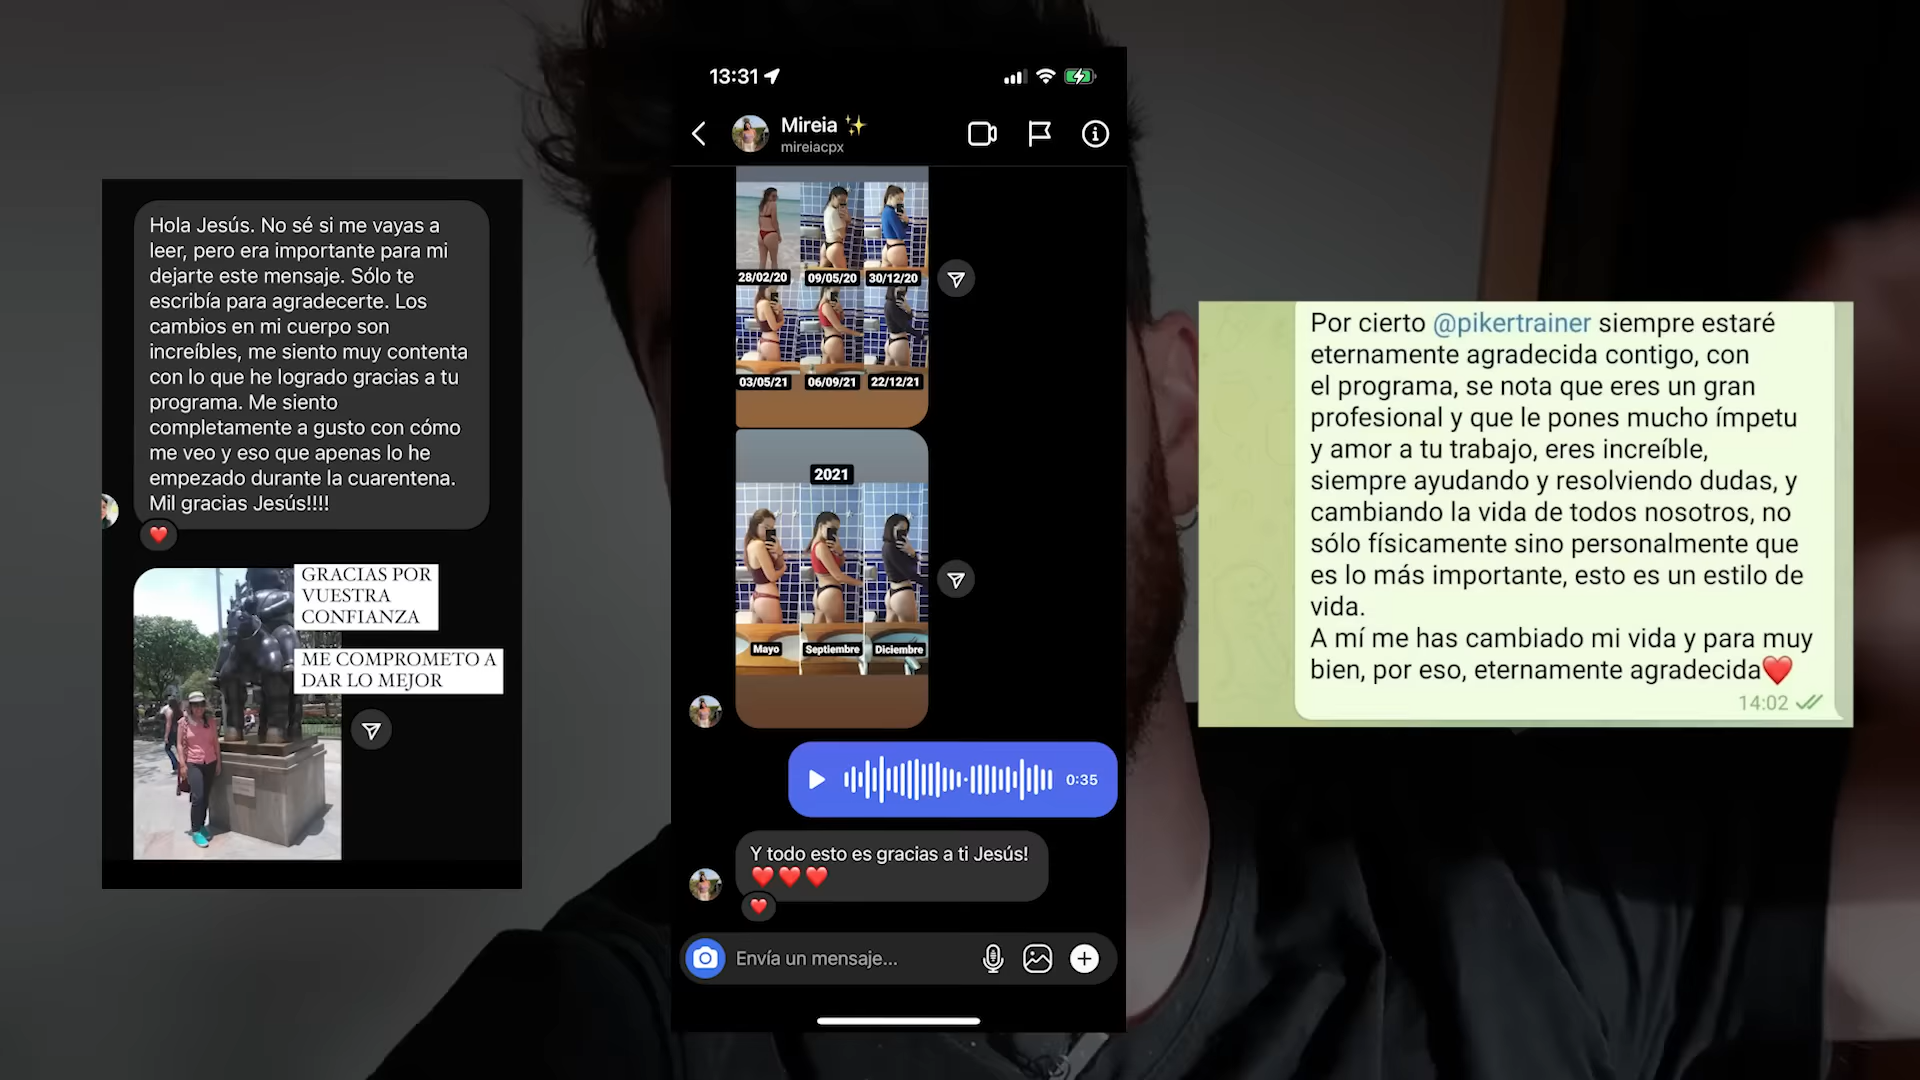 Hola Jesús. No sé si me vayas a
leer, pero era importante para mi
dejarte este mensaje. Sólo te
escribía para agradecerte. Los
cambios en mi cuerpo son
increíbles, me siento muy contenta
con lo que he logrado gracias a tu
programa. Me siento
completamente a gusto con cómo
me veo y eso que apenas lo he
empezado durante la cuarentena.
Mil gracias Jesús!!!!
GRACIAS POR
VUESTRA
CONFIANZA
ME COMPROMETO A
DAR LO MEJOR
13:31
Mireia ✨
mireiacpx
28/02/20
09/05/20
30/12/20
03/05/21
06/09/21
22/12/21
2021
Mayo
Septiembre
Diciembre
0:35
Y todo esto es gracias a ti Jesús!
❤️❤️❤️
Envía un mensaje...
Por cierto @pikertrainer siempre estaré
eternamente agradecida contigo, con
el programa, se nota que eres un gran
profesional y que le pones mucho ímpetu
y amor a tu trabajo, eres increíble,
siempre ayudando y resolviendo dudas, y
cambiando la vida de todos nosotros, no
sólo físicamente sino personalmente que
es lo más importante, esto es un estilo de
vida.
A mí me has cambiado mi vida y para muy
bien, por eso, eternamente agradecida❤️
14:02